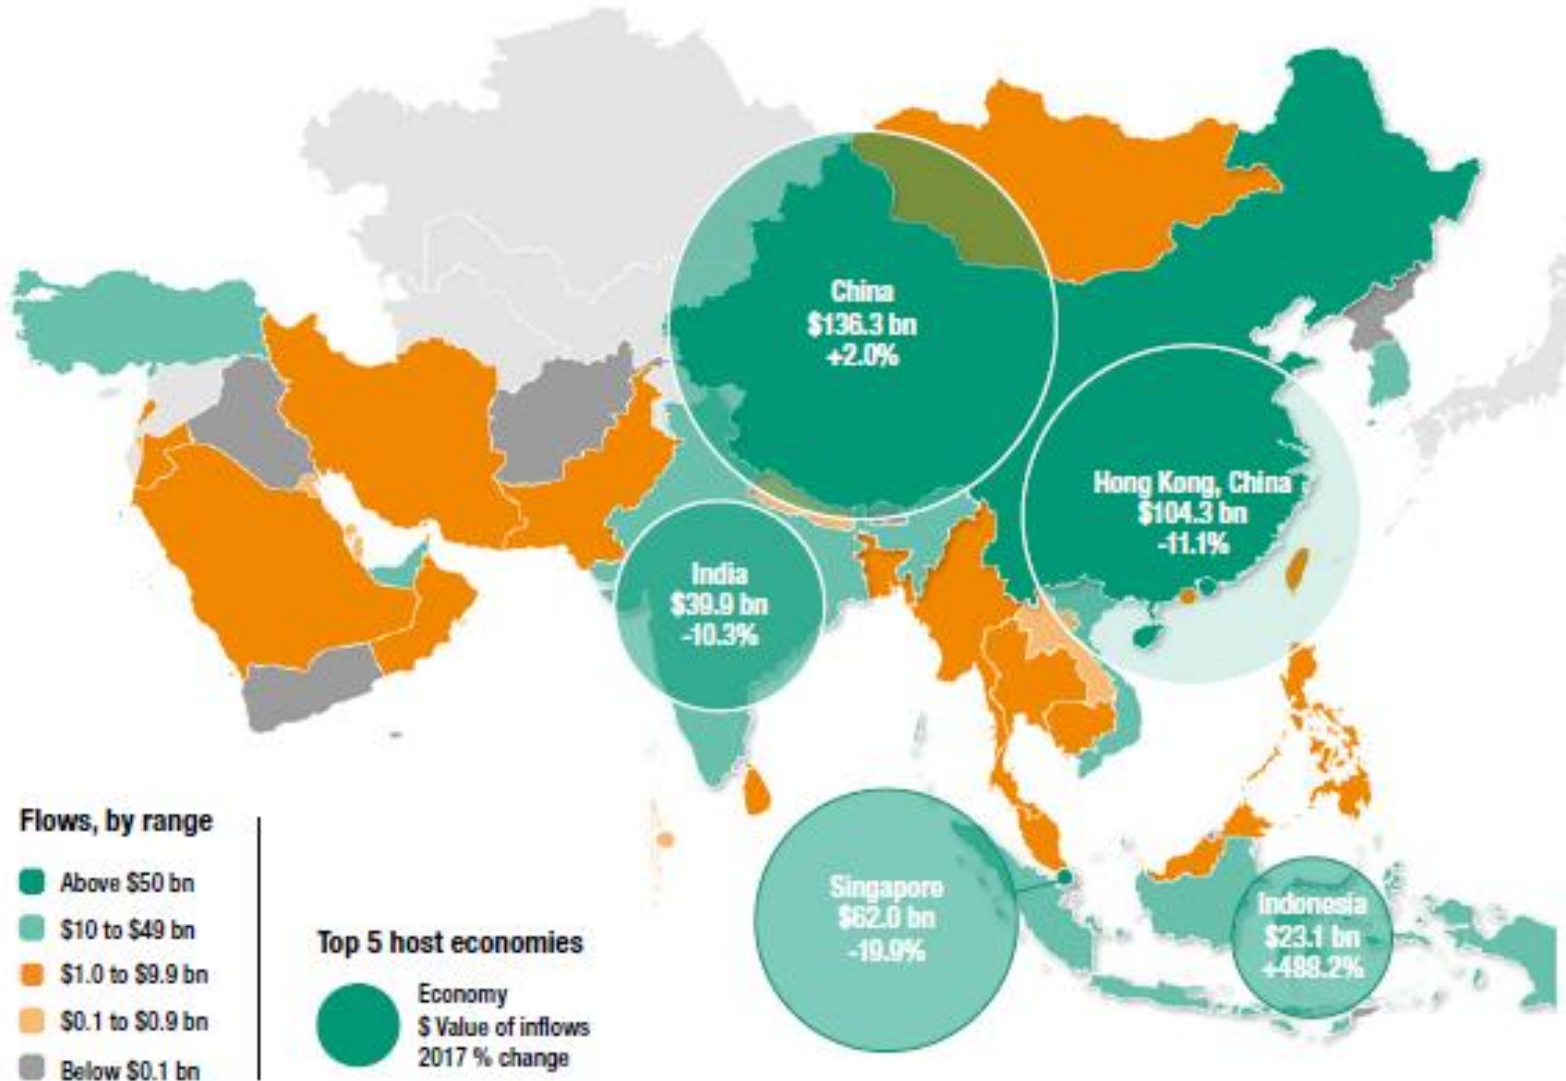 China
$136.3 bn
+2.0%
Hong Kong, China
$104.3 bn
-11.1%
India
$39.9 bn
-10.3%
Singapore
$62.0 bn
-19.9%
Indonesia
$23.1 bn
+488.2%
Flows, by range
Above $50 bn
$10 to $49 bn
$1.0 to $9.9 bn
$0.1 to $0.9 bn
Below $0.1 bn
Top 5 host economies
Economy
$ Value of inflows
2017 % change